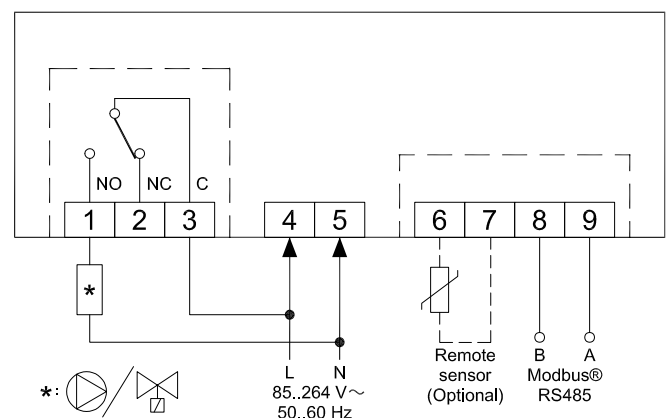 NO NC C
1 2 3 4 5 6 7 8 9
*
L N
85..264 V~
50..60 Hz
Remote
sensor
(Optional)
B A
Modbus®
RS485
*: